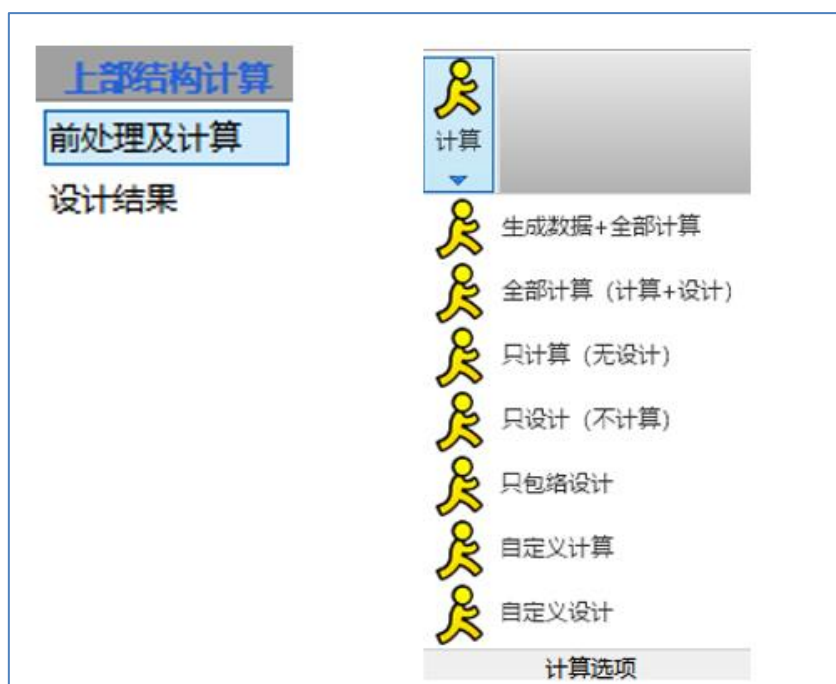 上部结构计算
前处理及计算
设计结果
计算
生成数据+全部计算
全部计算（计算+设计）
只计算（无设计）
只设计（不计算）
只包络设计
自定义计算
自定义设计
计算选项